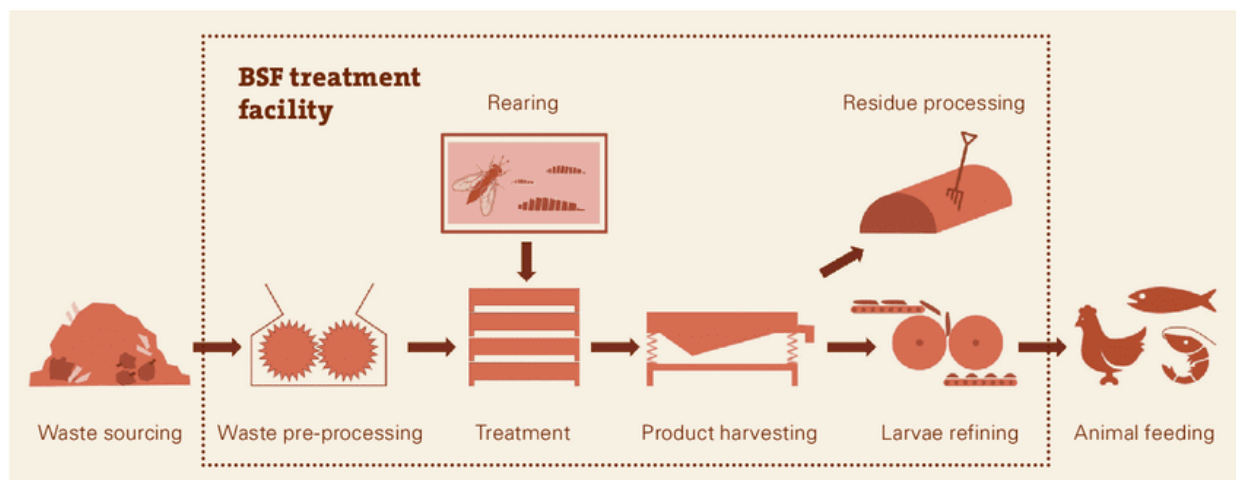 BSF treatment
facility
Rearing
Residue processing
Waste sourcing
Waste pre-processing
Treatment
Product harvesting
Larvae refining
Animal feeding